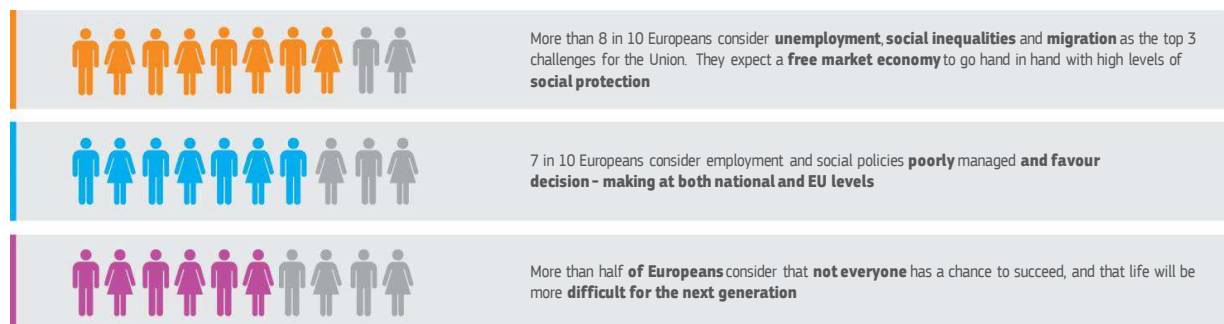 More than 8 in 10 Europeans consider unemployment, social inequalities and migration as the top 3
challenges for the Union. They expect a free market economy to go hand in hand with high levels of
social protection
7 in 10 Europeans consider employment and social policies poorly managed and favour
decision- making at both national and EU levels
More than half of Europeans consider that not everyone has a chance to succeed, and that life will be
more difficult for the next generation